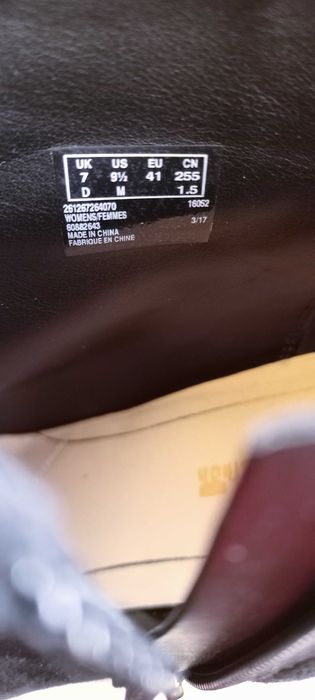 UK US EU CN
7 9½ 41 255
D M 1.5
261267264070 16052
WOMENS/FEMMES
60882643 3/17
MADE IN CHINA
FABRIQUE EN CHINE